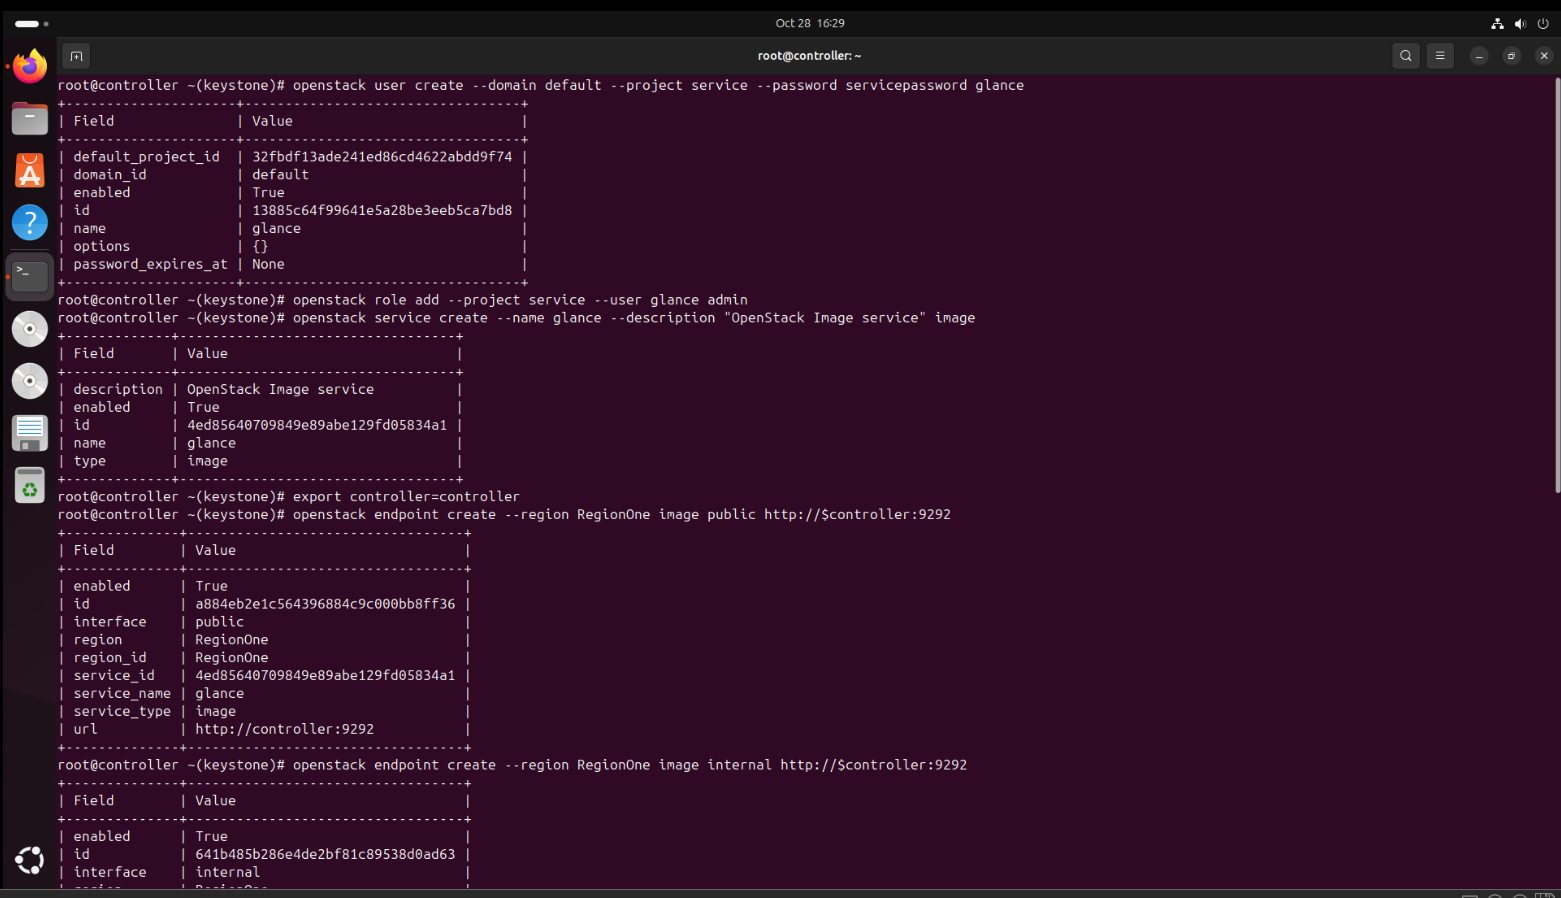 Oct 28 16:29
root@controller: ~
root@controller ~(keystone)# openstack user create --domain default --project service --password servicepassword glance
+---------------------+----------------------------------+
| Field               | Value                            |
+---------------------+----------------------------------+
| default_project_id  | 32fbdf13ade241ed86cd4622abdd9f74 |
| domain_id           | default                          |
| enabled             | True                             |
| id                  | 13885c64f99641e5a28be3eeb5ca7bd8 |
| name                | glance                           |
| options             | {}                               |
| password_expires_at | None                             |
+---------------------+----------------------------------+
root@controller ~(keystone)# openstack role add --project service --user glance admin
root@controller ~(keystone)# openstack service create --name glance --description "OpenStack Image service" image
+-------------+----------------------------------+
| Field       | Value                            |
+-------------+----------------------------------+
| description | OpenStack Image service          |
| enabled     | True                             |
| id          | 4ed85640709849e89abe129fd05834a1 |
| name        | glance                           |
| type        | image                            |
+-------------+----------------------------------+
root@controller ~(keystone)# export controller=controller
root@controller ~(keystone)# openstack endpoint create --region RegionOne image public http://$controller:9292
+--------------+----------------------------------+
| Field        | Value                            |
+--------------+----------------------------------+
| enabled      | True                             |
| id           | a884eb2e1c564396884c9c000bb8ff36 |
| interface    | public                           |
| region       | RegionOne                        |
| region_id    | RegionOne                        |
| service_id   | 4ed85640709849e89abe129fd05834a1 |
| service_name | glance                           |
| service_type | image                            |
| url          | http://controller:9292           |
+--------------+----------------------------------+
root@controller ~(keystone)# openstack endpoint create --region RegionOne image internal http://$controller:9292
+--------------+----------------------------------+
| Field        | Value                            |
+--------------+----------------------------------+
| enabled      | True                             |
| id           | 641b485b286e4de2bf81c89538d0ad63 |
| interface    | internal                         |
| region       | RegionOne                        |